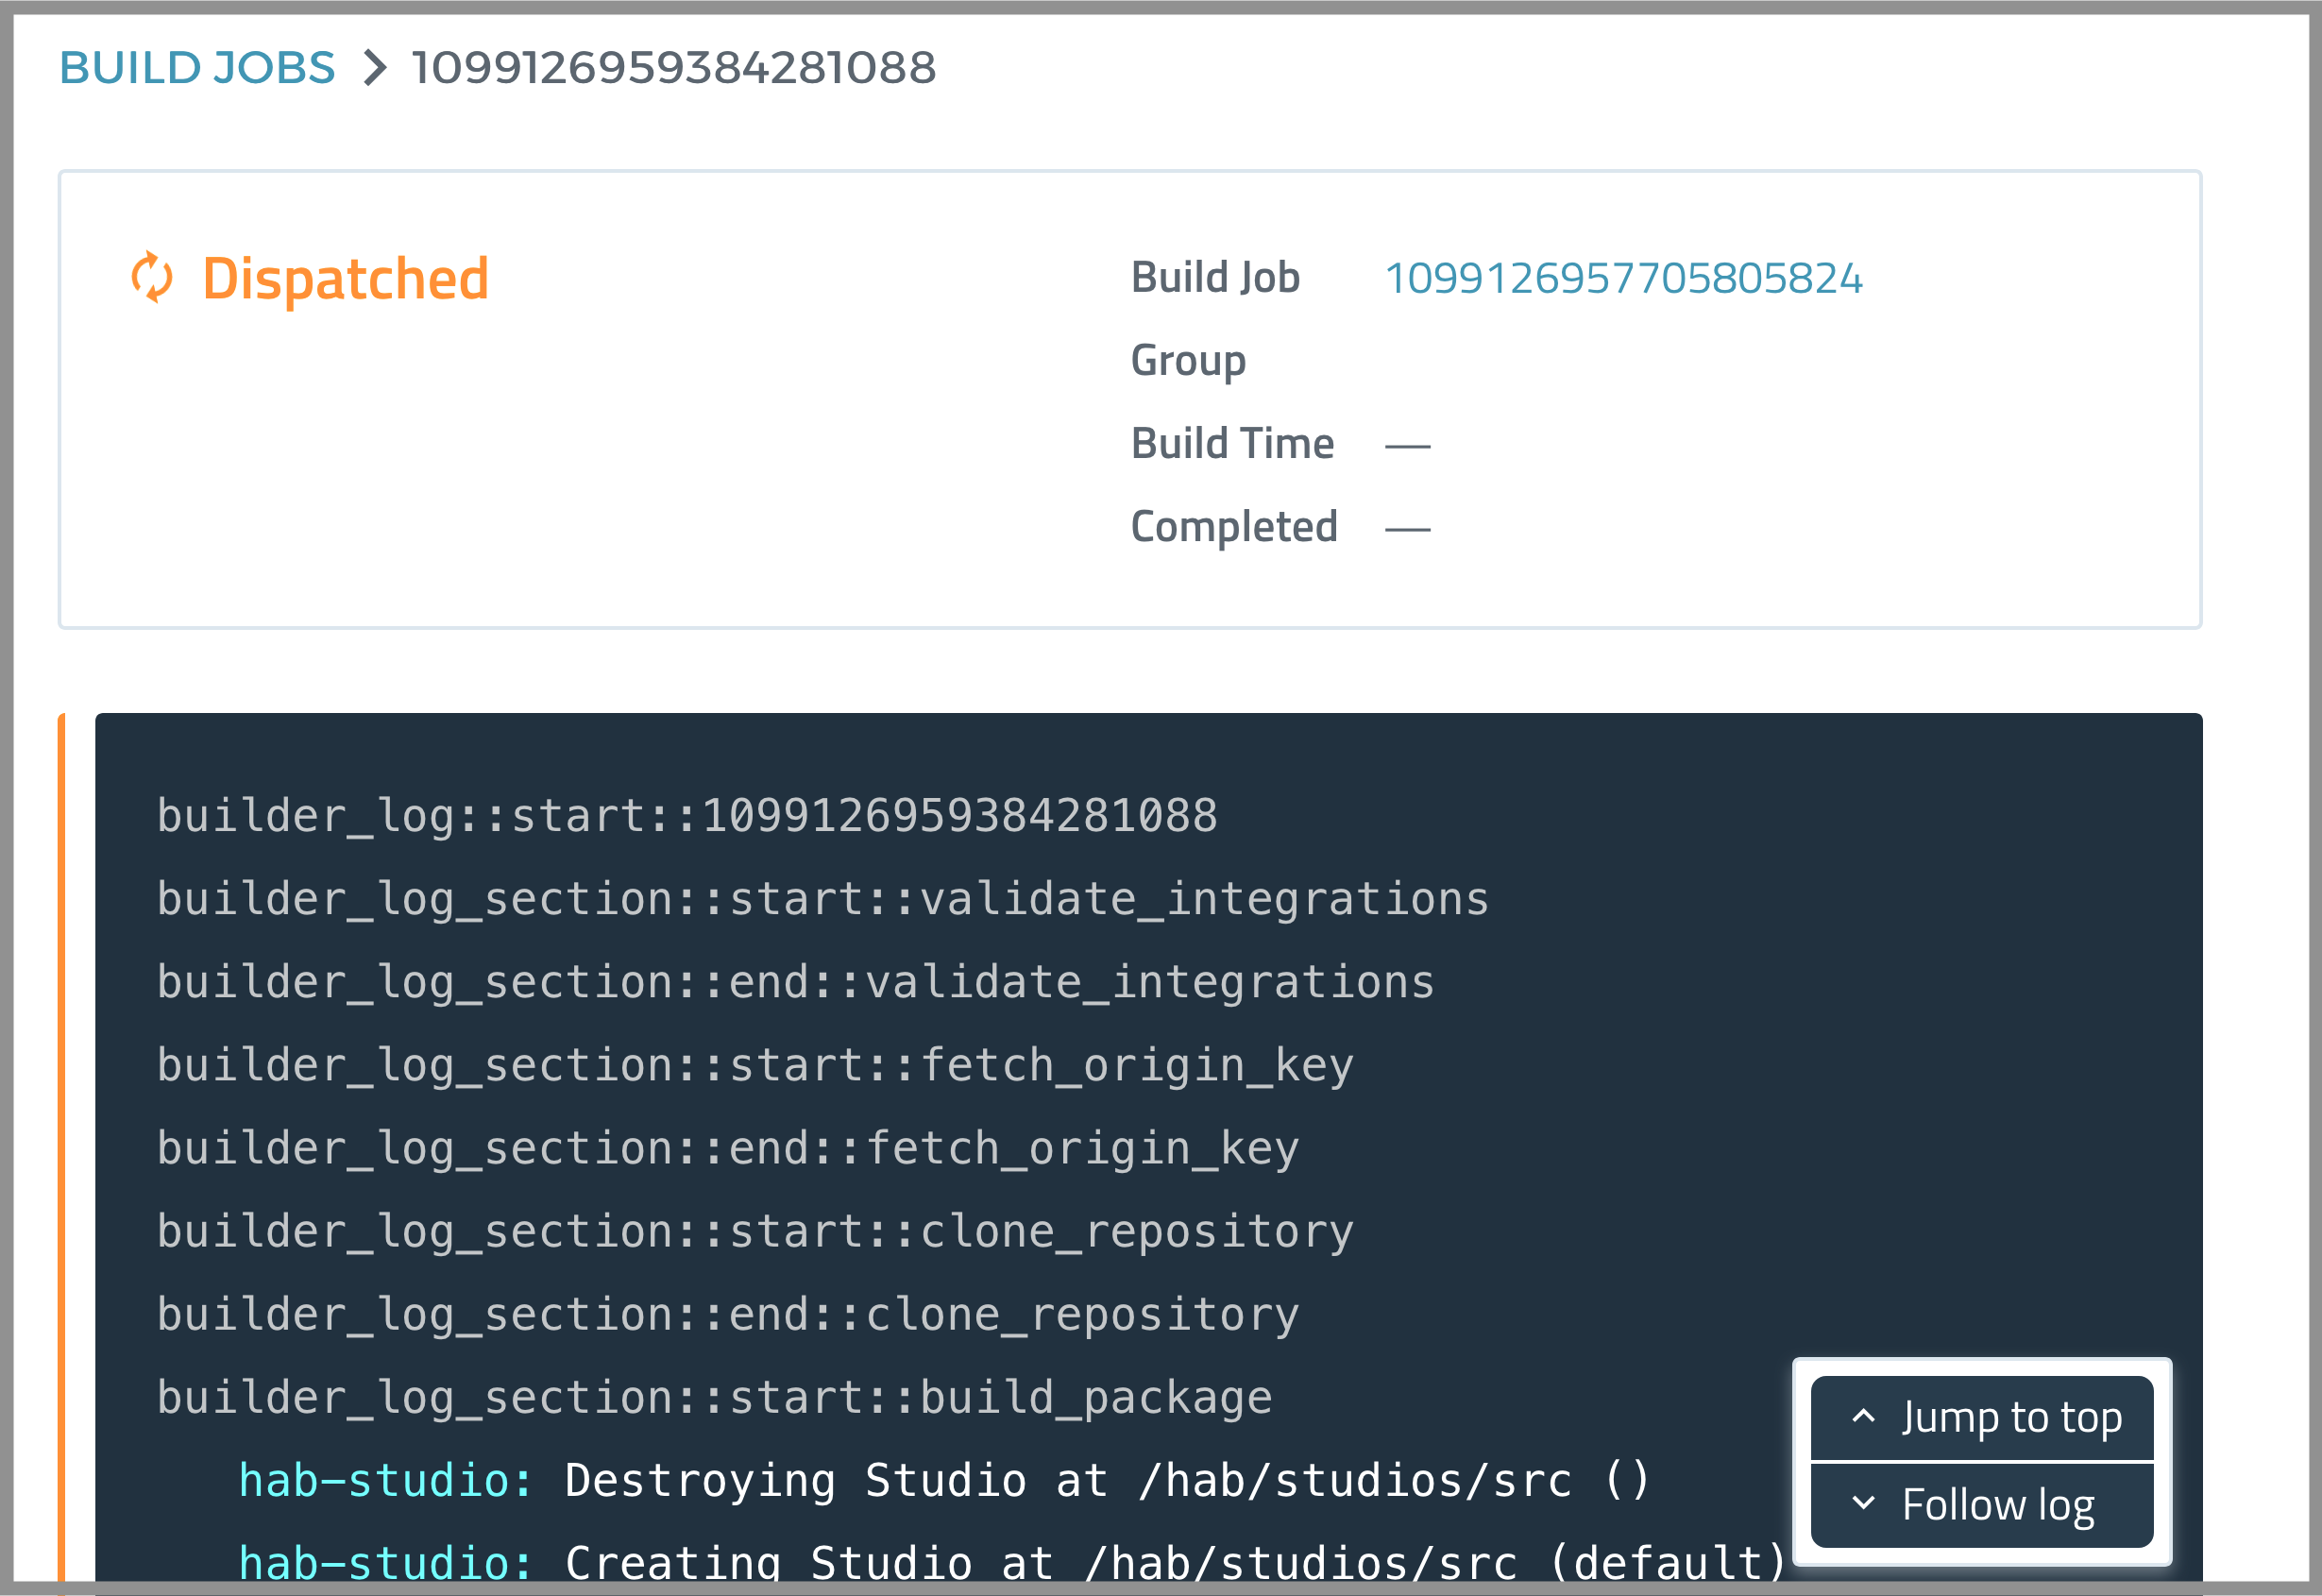 BUILD JOBS > 1099126959384281088
Dispatched
Build Job 1099126957705805824
Group
Build Time —
Completed —
builder_log::start::1099126959384281088
builder_log_section::start::validate_integrations
builder_log_section::end::validate_integrations
builder_log_section::start::fetch_origin_key
builder_log_section::end::fetch_origin_key
builder_log_section::start::clone_repository
builder_log_section::end::clone_repository
builder_log_section::start::build_package
hab-studio: Destroying Studio at /hab/studios/src ()
hab-studio: Creating Studio at /hab/studios/src (default)
Jump to top
Follow log